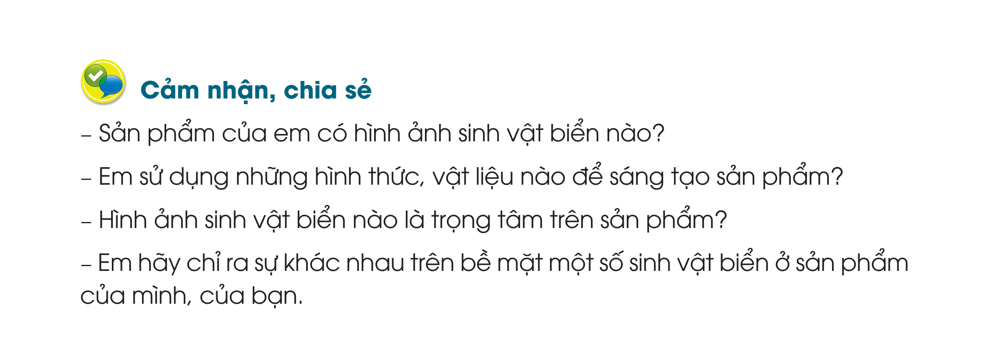 Cảm nhận, chia sẻ
– Sản phẩm của em có hình ảnh sinh vật biển nào?
– Em sử dụng những hình thức, vật liệu nào để sáng tạo sản phẩm?
– Hình ảnh sinh vật biển nào là trọng tâm trên sản phẩm?
– Em hãy chỉ ra sự khác nhau trên bề mặt một số sinh vật biển ở sản phẩm
của mình, của bạn.